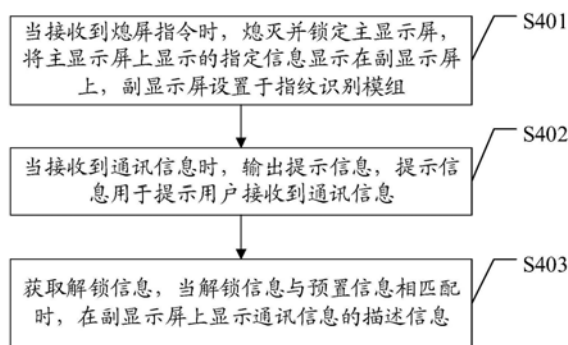 当接收到熄屏指令时，熄灭并锁定主显示屏，
将主显示屏上显示的指定信息显示在副显示屏
上，副显示屏设置于指纹识别模组
S401
当接收到通讯信息时，输出提示信息，提示信
息用于提示用户接收到通讯信息
S402
获取解锁信息，当解锁信息与预置信息相匹配
时，在副显示屏上显示通讯信息的描述信息
S403